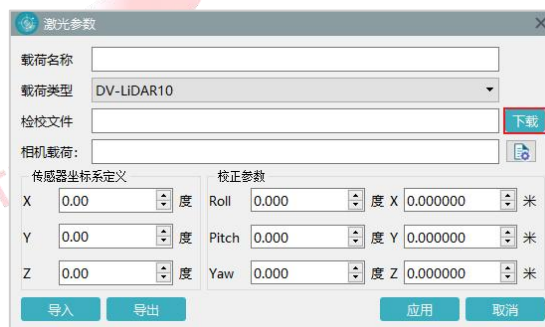 激光参数
载荷名称
载荷类型 DV-LiDAR10
检校文件 下载
相机载荷:
传感器坐标系定义 校正参数
X 0.00 度 Roll 0.000 度 X 0.000000 米
Y 0.00 度 Pitch 0.000 度 Y 0.000000 米
Z 0.00 度 Yaw 0.000 度 Z 0.000000 米
导入 导出 应用 取消